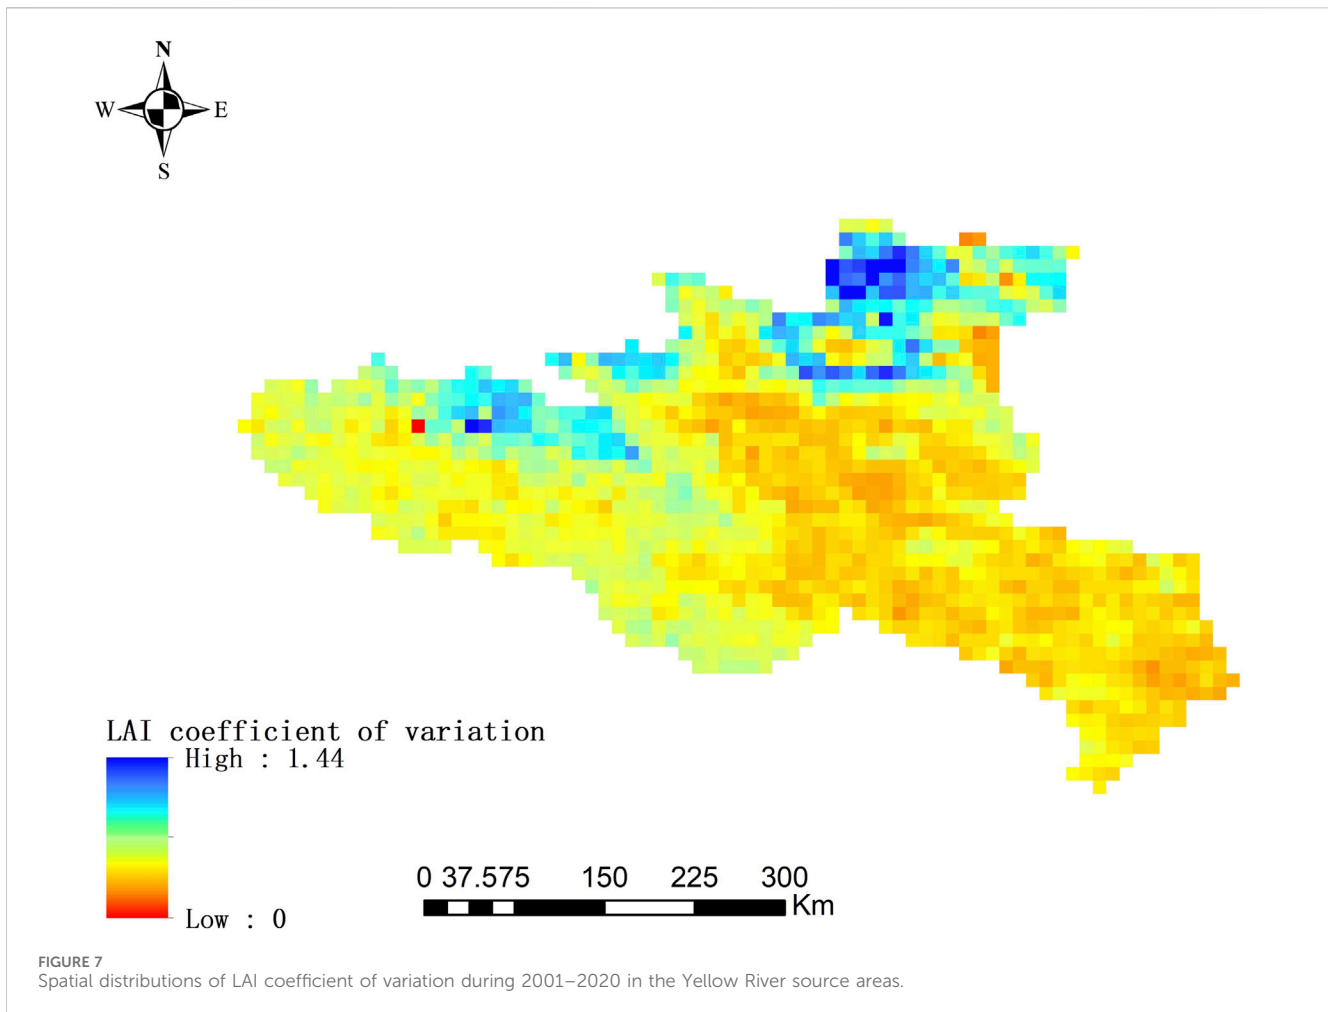 N
W E
S
LAI coefficient of variation
High : 1.44
Low : 0
0 37.575 150 225 300
Km
FIGURE 7
Spatial distributions of LAI coefficient of variation during 2001–2020 in the Yellow River source areas.